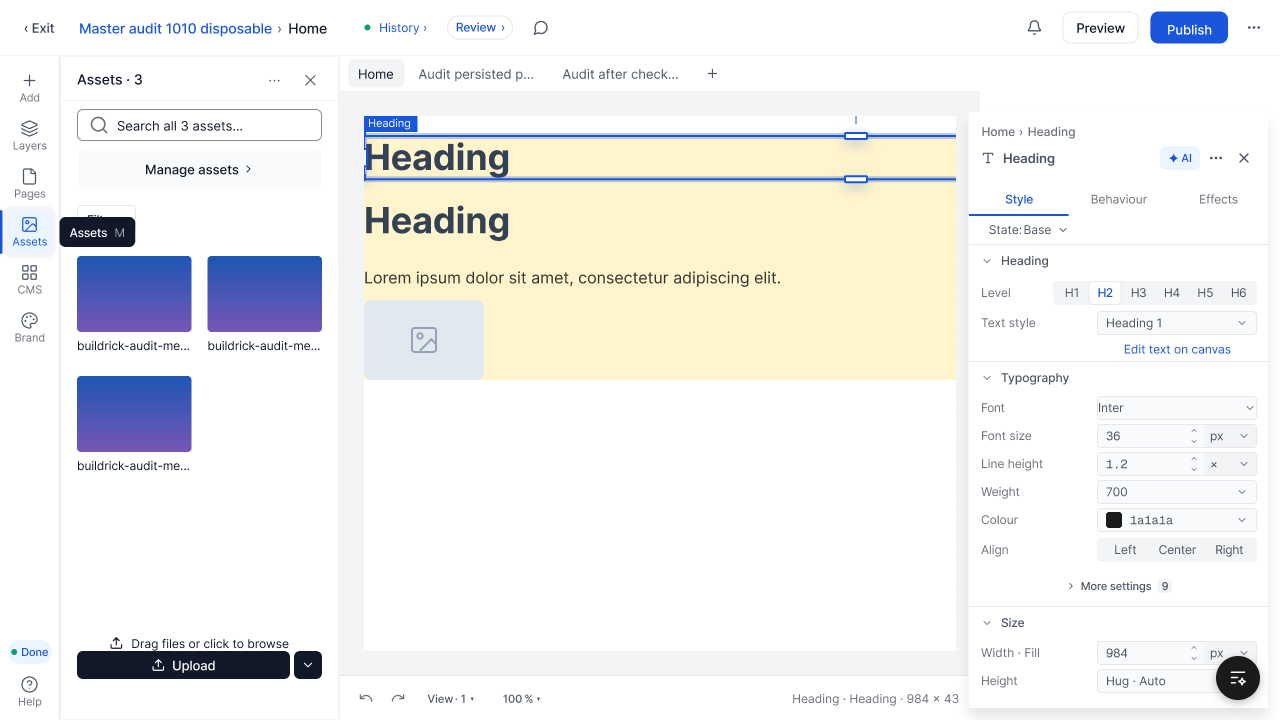 ‹ Exit
Master audit 1010 disposable › Home
History ›
Review ›
Preview
Publish
Add
Layers
Pages
Assets
CMS
Brand
Done
Help
Assets · 3
Search all 3 assets...
Manage assets ›
Assets M
buildrick-audit-me...
buildrick-audit-me...
buildrick-audit-me...
Drag files or click to browse
Upload
Home
Audit persisted p...
Audit after check...
Heading
Heading
Heading
Lorem ipsum dolor sit amet, consectetur adipiscing elit.
View · 1
100 %
Heading · Heading · 984 × 43
Home › Heading
Heading
AI
Style
Behaviour
Effects
State: Base
Heading
Level
H1 H2 H3 H4 H5 H6
Text style
Heading 1
Edit text on canvas
Typography
Font
Inter
Font size
36
px
Line height
1.2
×
Weight
700
Colour
1a1a1a
Align
Left Center Right
More settings 9
Size
Width · Fill
984
px
Height
Hug · Auto